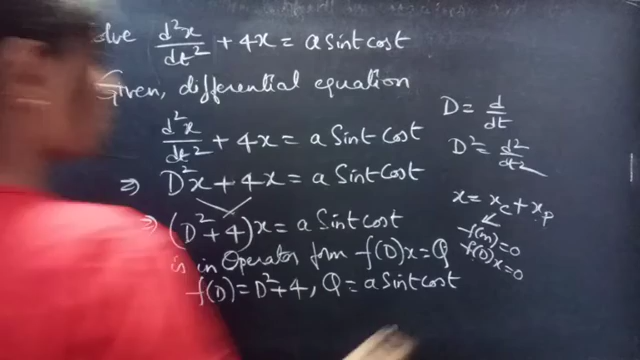 olve d²x/dt² + 4x = a Sint cost
Given, differential equation
d²x/dt² + 4x = a Sint Cost
⇒ D²x + 4x = a Sint Cost
⇒ (D² + 4)x = a Sint Cost
is in Operator form f(D)x = Q
f(D) = D² + 4, Q = a Sint cost
D = d/dt
D² = d²/dt²
x = x_c + x_p
f(m) = 0
f(D)x = 0